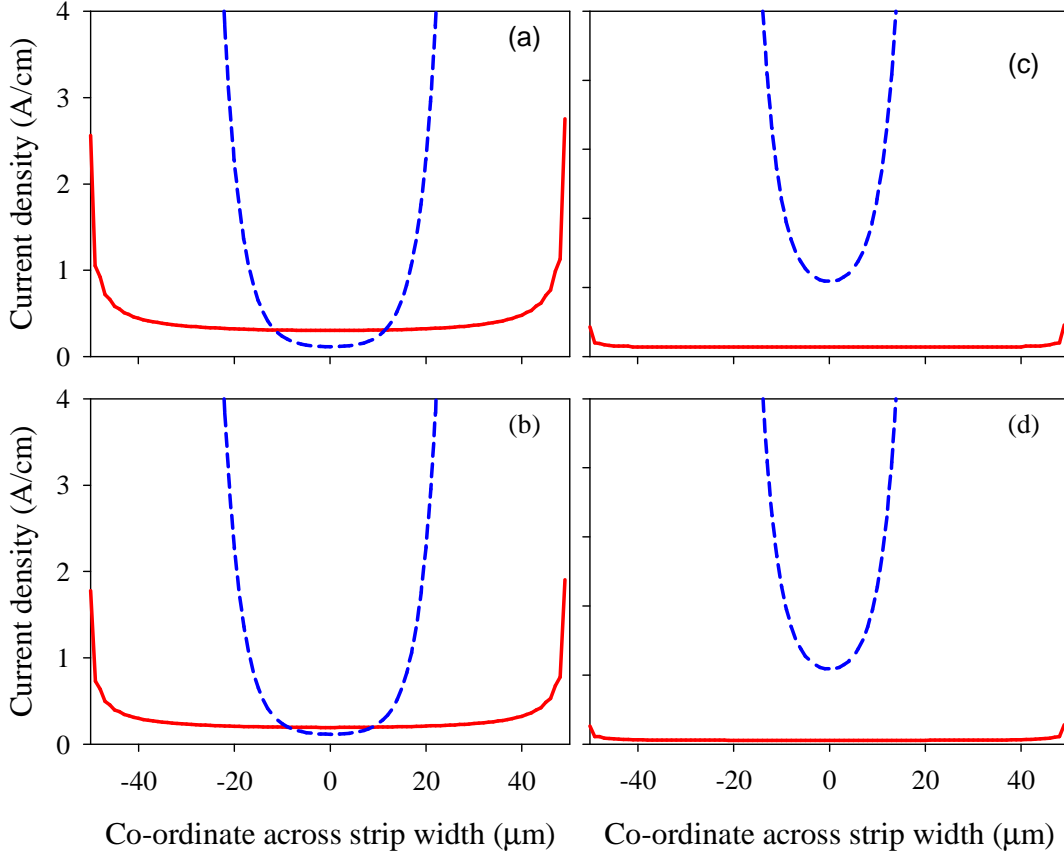 4
3
2
1
0
Current density (A/cm)
(a)
(c)
4
3
2
1
0
Current density (A/cm)
(b)
(d)
-40
-20
0
20
40
-40
-20
0
20
40
Co-ordinate across strip width (μm)
Co-ordinate across strip width (μm)